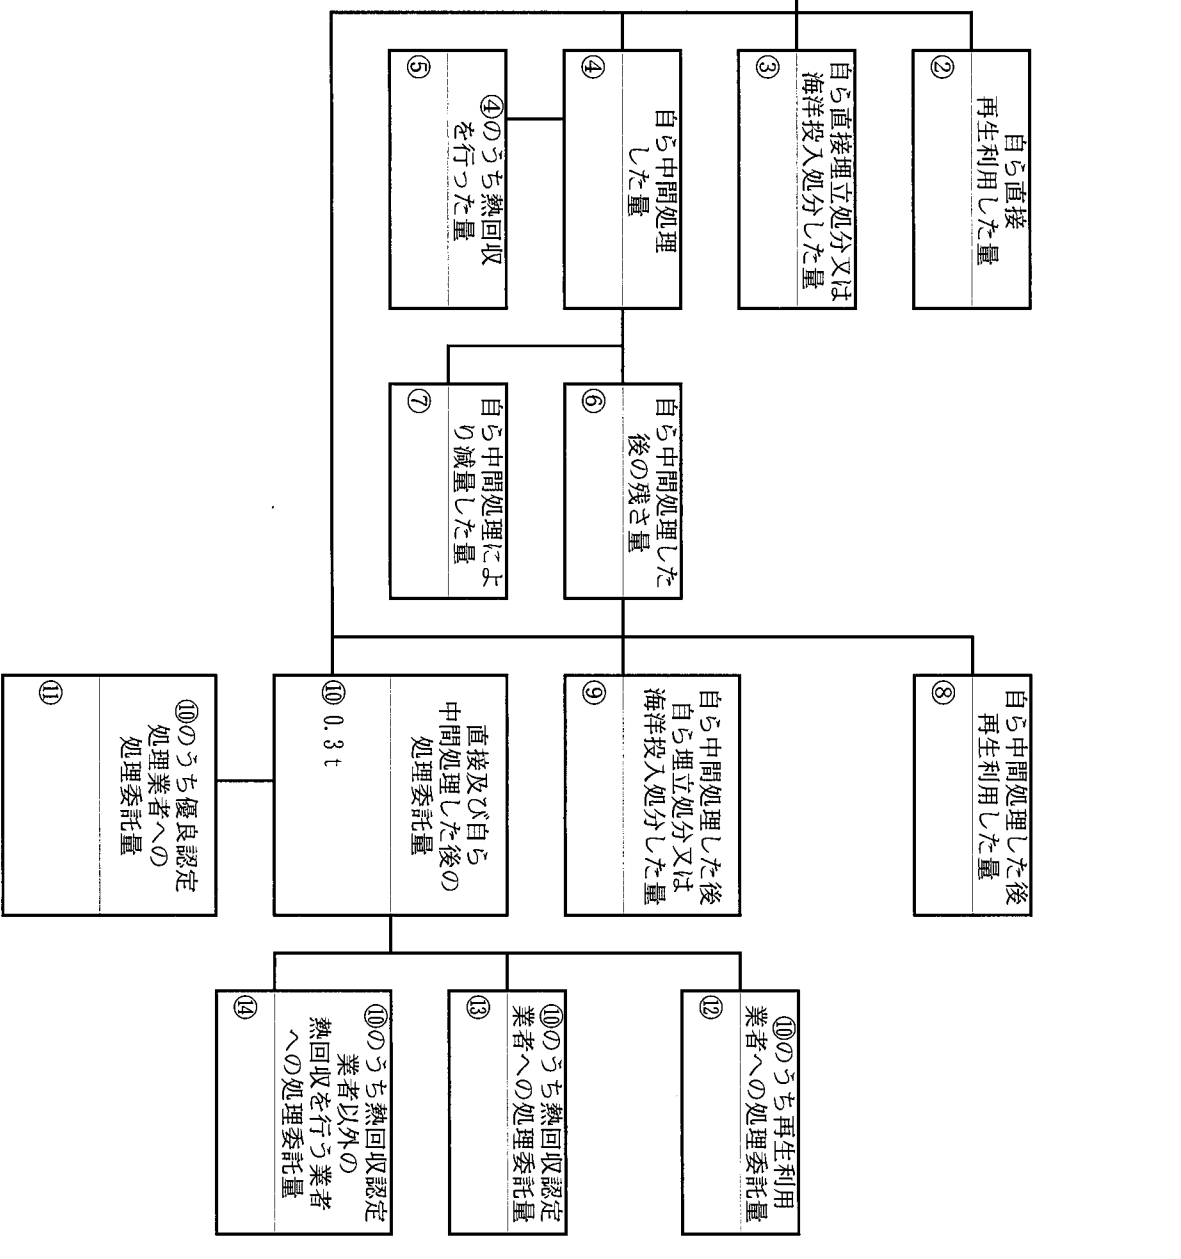 自ら直接
再生利用した量
②
自ら直接埋立処分又は
海洋投入処分した量
③
自ら中間処理
した量
④
④のうち熱回収
を行った量
⑤
自ら中間処理した
後の残さ量
⑥
自ら中間処理によ
り減量した量
⑦
自ら中間処理した後
再生利用した量
⑧
自ら中間処理した後
自ら埋立処分又は
海洋投入処分した量
⑨
直接及び自ら
中間処理した後の
処理委託量
⑩ 0.3 t
⑩のうち優良認定
処理業者への
処理委託量
⑪
⑩のうち再生利用
業者への処理委託量
⑫
⑩のうち熱回収認定
業者への処理委託量
⑬
⑩のうち熱回収認定
業者以外の
熱回収を行う業者
への処理委託量
⑭